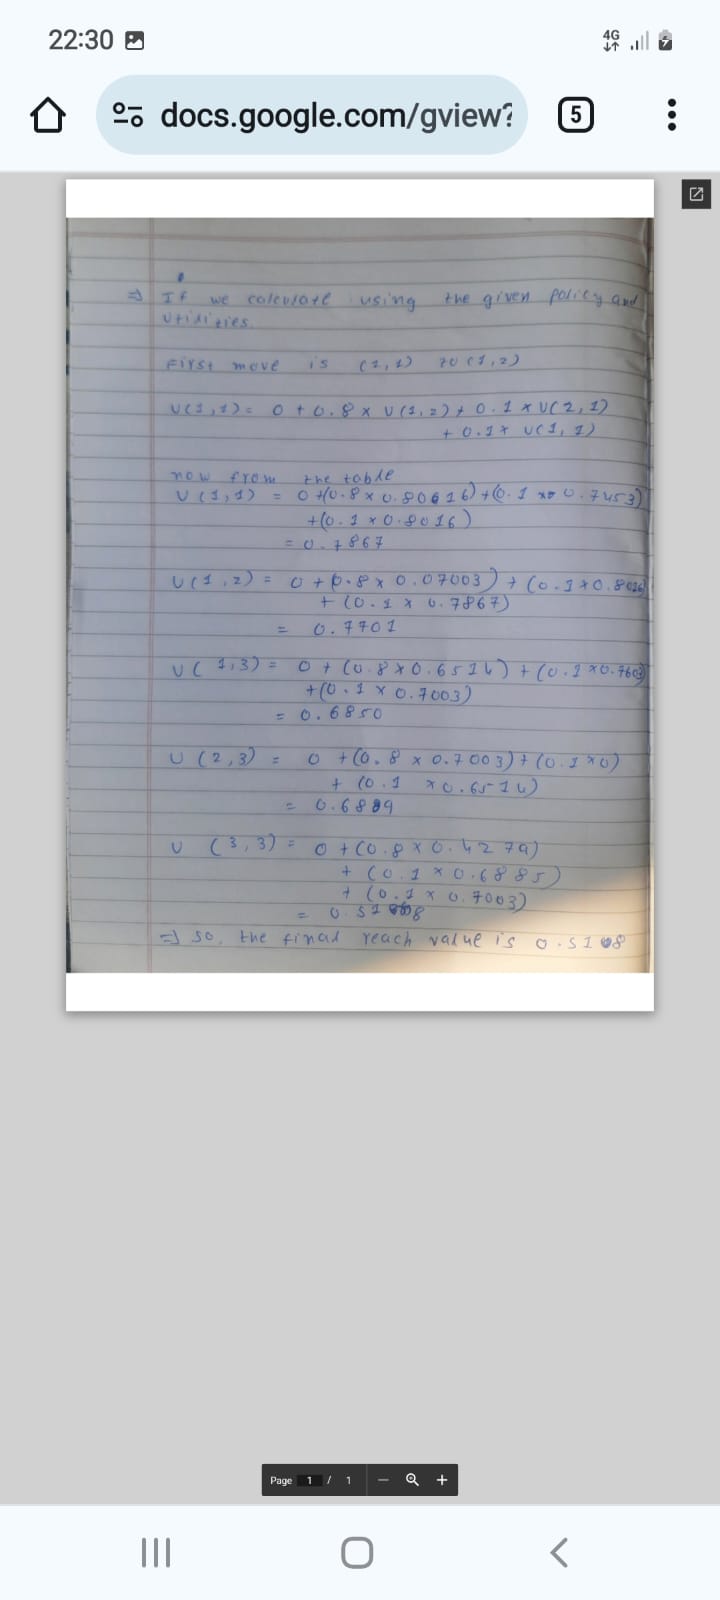 22:30
4G
docs.google.com/gview?
5
⇒ If we calculate using the given policy and
utilities.
First move is (1,1) to (1,2)
U(1,1) = 0 + 0.8 x U(1,2) + 0.1 x U(2,1)
+ 0.1 x U(1,1)
now from the table
U(1,1) = 0 +(0.8 x 0.80616) +(0.1 x 0.7453)
+(0.1 x 0.8016)
= 0.7867
U(1,2) = 0 + (0.8 x 0.07003) + (0.1 x 0.8016)
+ (0.1 x 0.7867)
= 0.7701
U(1,3) = 0 + (0.8 x 0.6514) + (0.1 x 0.7603)
+(0.1 x 0.7003)
= 0.6850
U (2,3) = 0 +(0.8 x 0.7003) + (0.1 x 0)
+ (0.1 x 0.6514)
= 0.6889
U (3,3) = 0 + (0.8 x 0.4279)
+ (0.1 x 0.6885)
+ (0.1 x 0.7003)
=
⇒ so, the final reach value is 0.5108
Page 1 / 1 — +